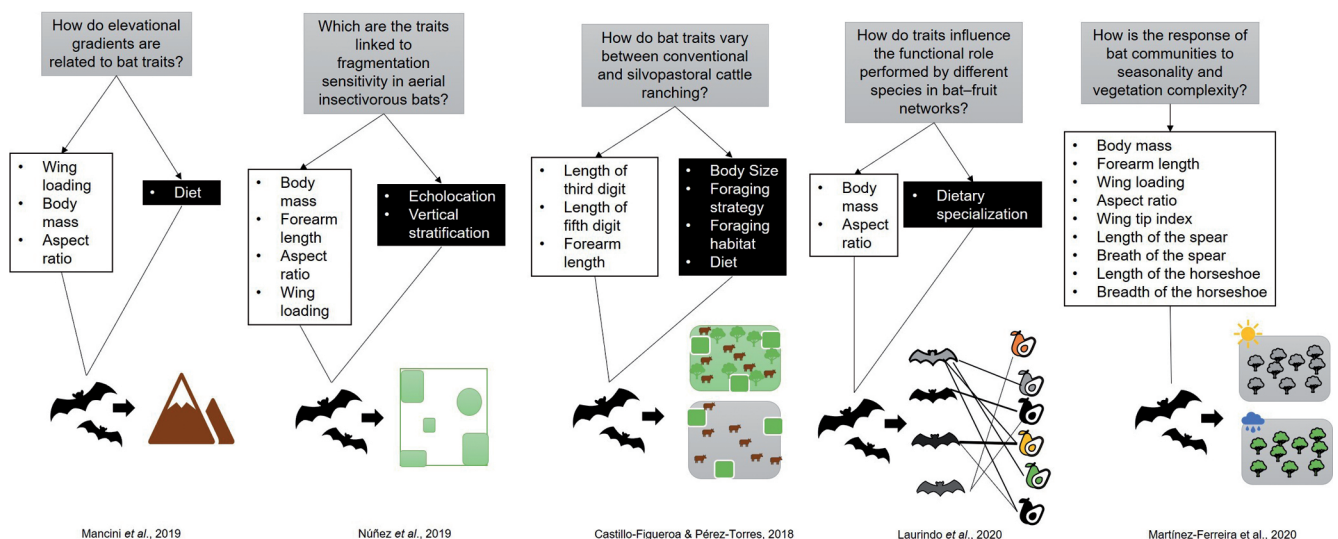 How do elevational
gradients are
related to bat traits?
Wing
loading
Body
mass
Aspect
ratio
Diet
Mancini et al., 2019
Which are the traits
linked to
fragmentation
sensitivity in aerial
insectivorous bats?
Body
mass
Forearm
length
Aspect
ratio
Wing
loading
Echolocation
Vertical
stratification
Núñez et al., 2019
How do bat traits vary
between conventional
and silvopastoral cattle
ranching?
Length of
third digit
Length of
fifth digit
Forearm
length
Body Size
Foraging
strategy
Foraging
habitat
Diet
Castillo-Figueroa & Pérez-Torres, 2018
How do traits influence
the functional role
performed by different
species in bat–fruit
networks?
Body
mass
Aspect
ratio
Dietary
specialization
Laurindo et al., 2020
How is the response of
bat communities to
seasonality and
vegetation complexity?
Body mass
Forearm length
Wing loading
Aspect ratio
Wing tip index
Length of the spear
Breath of the spear
Length of the horseshoe
Breadth of the horseshoe
Martínez-Ferreira et al., 2020